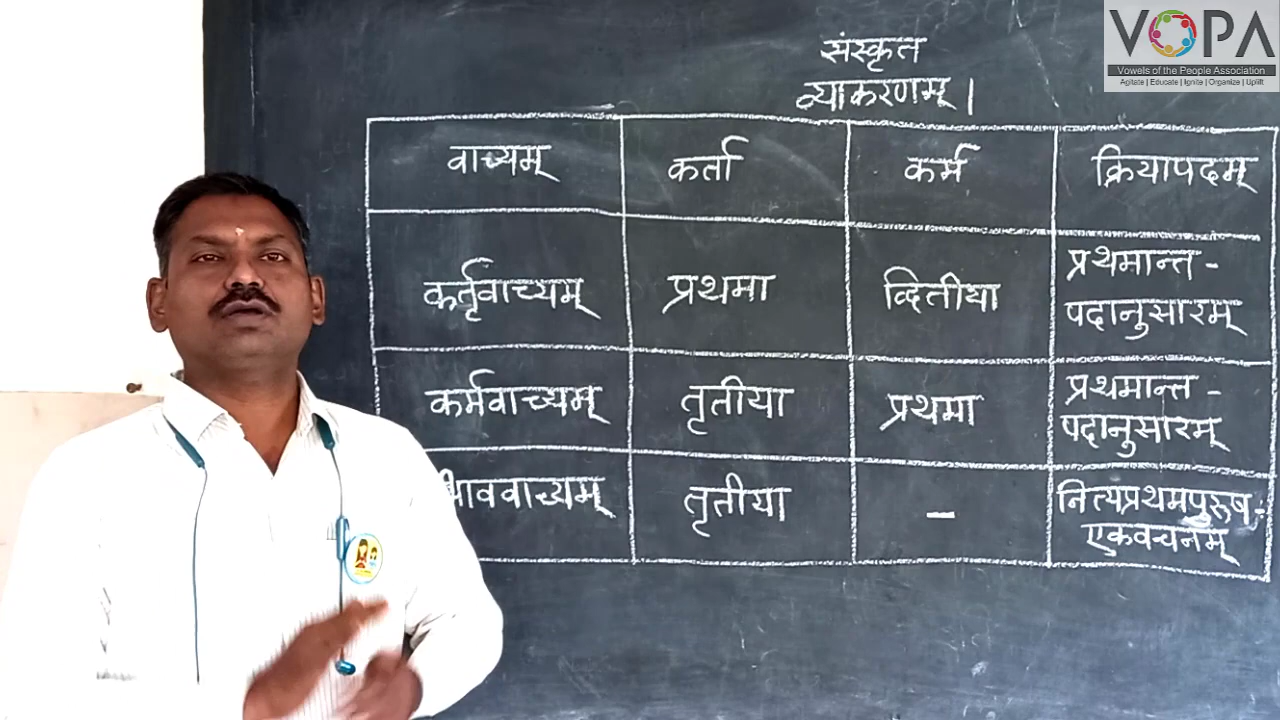 VOPA
Vowels of the People Association
Agitate | Educate | Ignite | Organize | Uplift
संस्कृत
व्याकरणम् ।
वाच्यम् कर्ता कर्म क्रियापदम्
कर्तृवाच्यम् प्रथमा द्वितीया प्रथमान्त-
पदानुसारम्
कर्मवाच्यम् तृतीया प्रथमा प्रथमान्त-
पदानुसारम्
भाववाच्यम् तृतीया - नित्यप्रथमपुरूष-
एकवचनम्